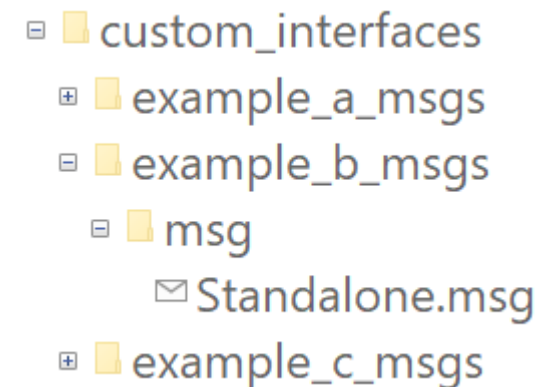 custom_interfaces
example_a_msgs
example_b_msgs
msg
Standalone.msg
example_c_msgs